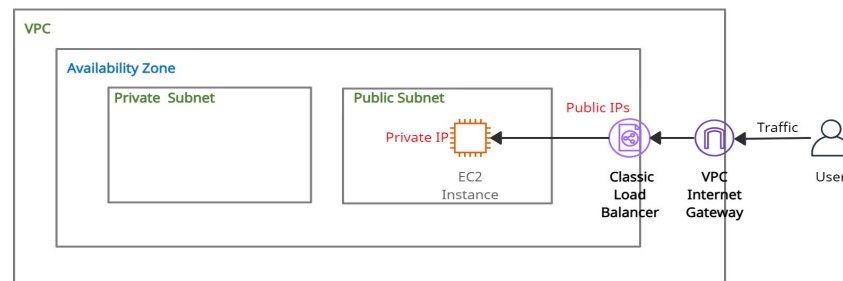 VPC
Availability Zone
Private Subnet
Public Subnet
Public IPs
Private IP
Traffic
EC2
Instance
Classic
Load
Balancer
VPC
Internet
Gateway
User